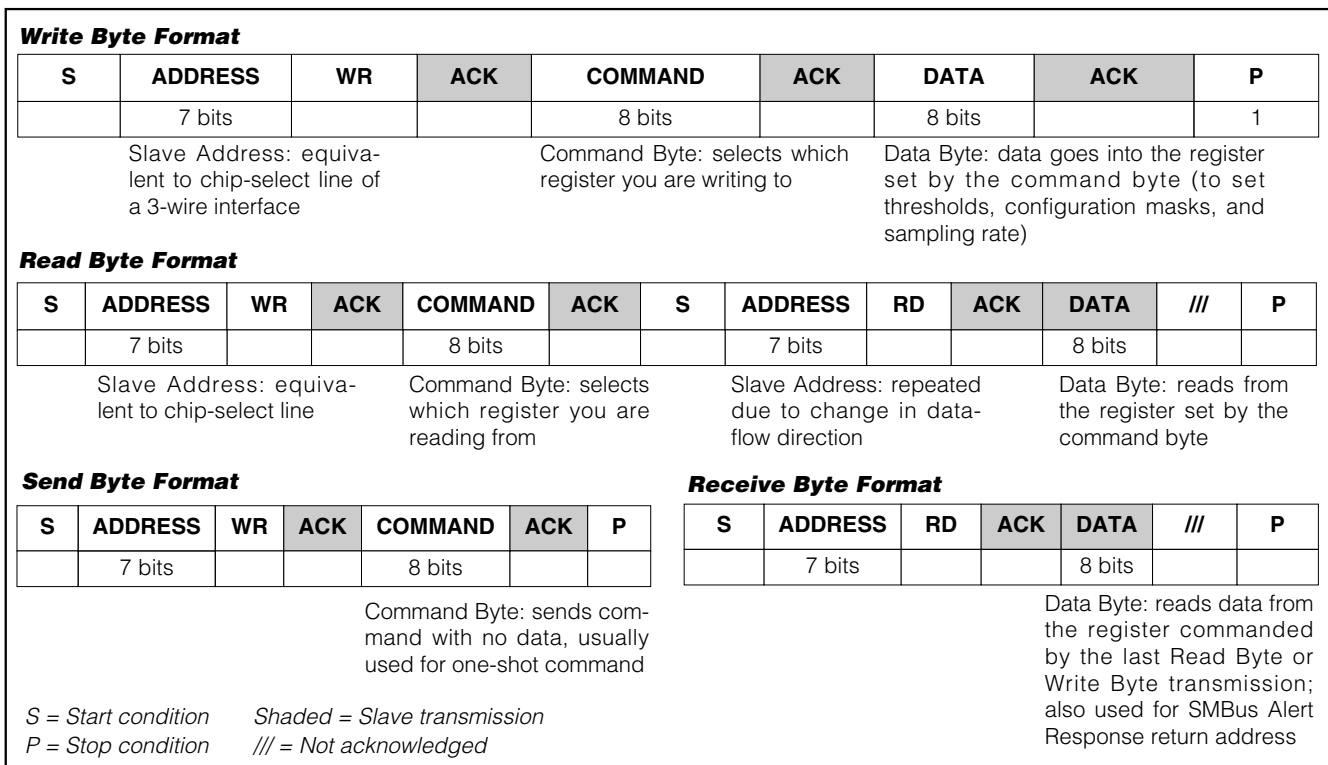 Write Byte Format
S ADDRESS WR ACK COMMAND ACK DATA ACK P
7 bits 8 bits 8 bits 1
Slave Address: equiva-
lent to chip-select line of
a 3-wire interface
Command Byte: selects which
register you are writing to
Data Byte: data goes into the register
set by the command byte (to set
thresholds, configuration masks, and
sampling rate)
Read Byte Format
S ADDRESS WR ACK COMMAND ACK S ADDRESS RD ACK DATA /// P
7 bits 8 bits 7 bits 8 bits
Slave Address: equiva-
lent to chip-select line
Command Byte: selects
which register you are
reading from
Slave Address: repeated
due to change in data-
flow direction
Data Byte: reads from
the register set by the
command byte
Send Byte Format
S ADDRESS WR ACK COMMAND ACK P
7 bits 8 bits
Command Byte: sends com-
mand with no data, usually
used for one-shot command
Receive Byte Format
S ADDRESS RD ACK DATA /// P
7 bits 8 bits
Data Byte: reads data from
the register commanded
by the last Read Byte or
Write Byte transmission;
also used for SMBus Alert
Response return address
S = Start condition Shaded = Slave transmission
P = Stop condition /// = Not acknowledged